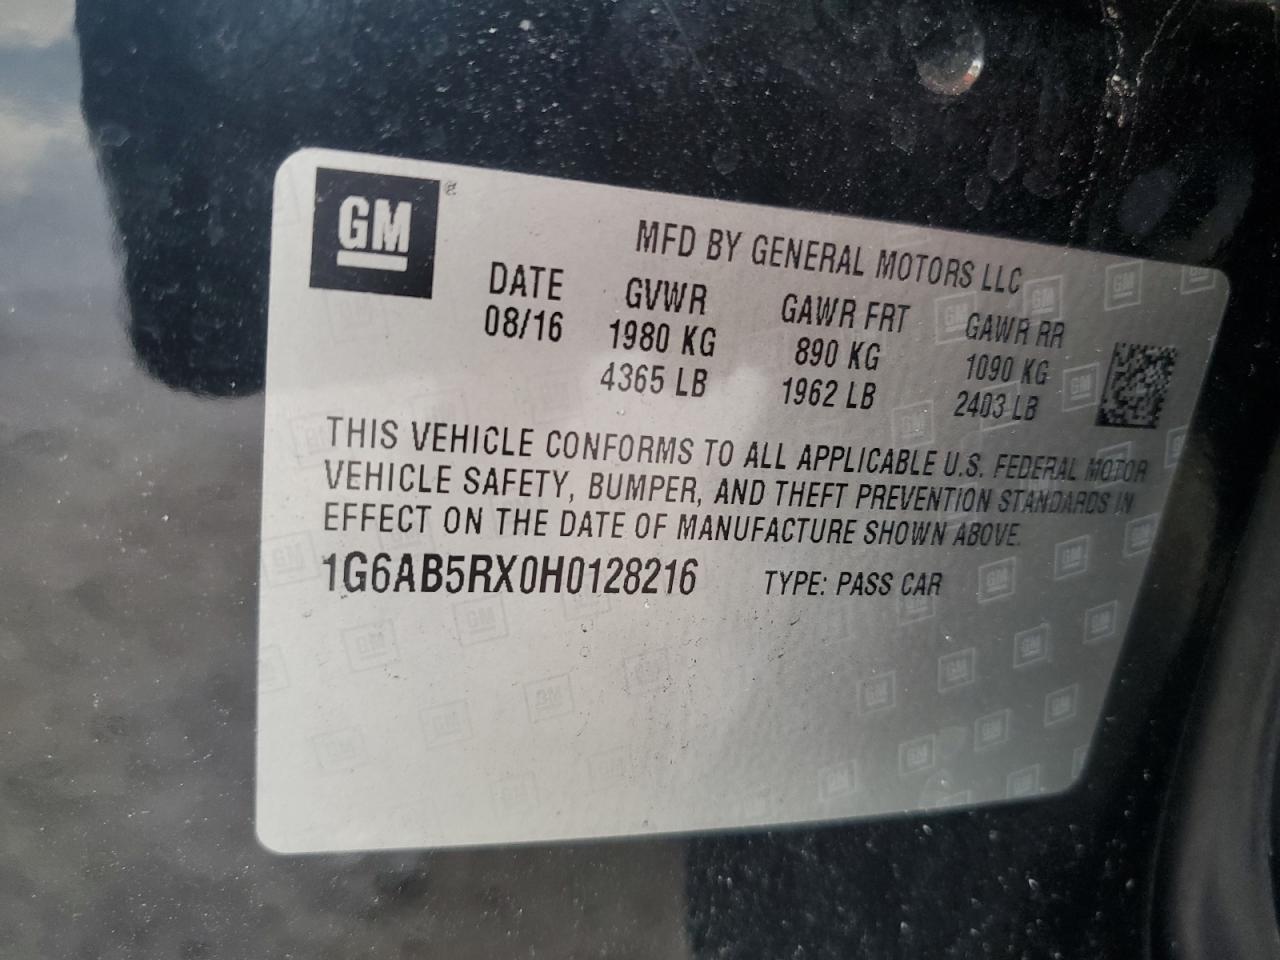 GM ®
MFD BY GENERAL MOTORS LLC
DATE GVWR GAWR FRT GAWR RR
08/16 1980 KG 890 KG 1090 KG
4365 LB 1962 LB 2403 LB
THIS VEHICLE CONFORMS TO ALL APPLICABLE U.S. FEDERAL MOTOR
VEHICLE SAFETY, BUMPER, AND THEFT PREVENTION STANDARDS IN
EFFECT ON THE DATE OF MANUFACTURE SHOWN ABOVE.
1G6AB5RX0H0128216 TYPE: PASS CAR